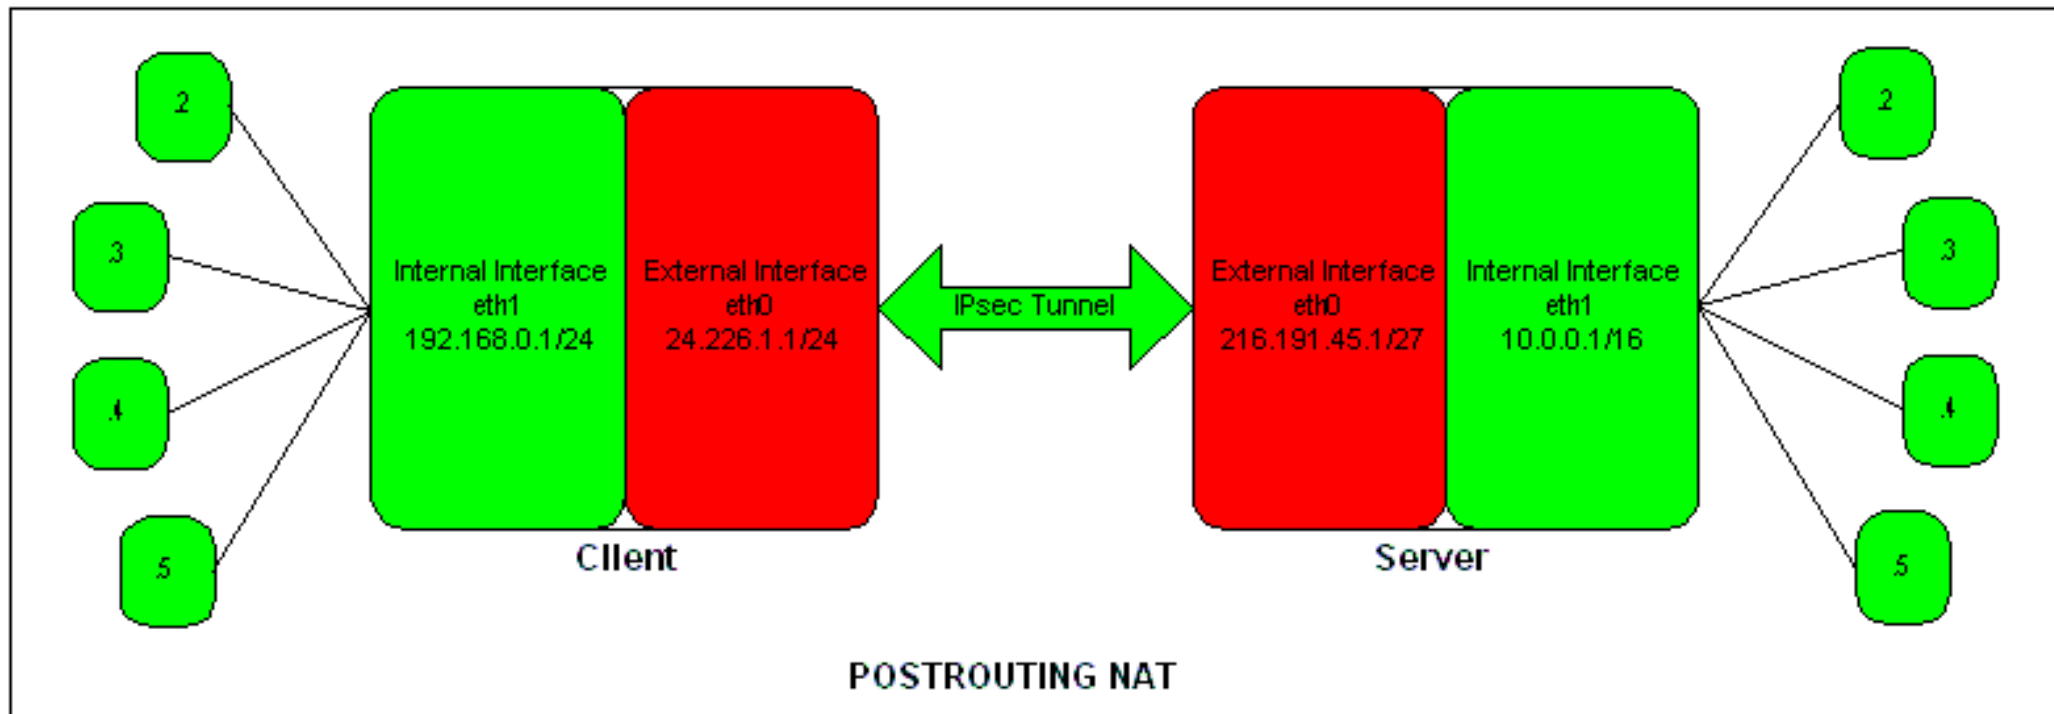 .2
.3
.4
.5
Internal Interface
eth1
192.168.0.1/24
External Interface
eth0
24.226.1.1/24
Client
IPsec Tunnel
External Interface
eth0
216.191.45.1/27
Internal Interface
eth1
10.0.0.1/16
Server
.2
.3
.4
.5
POSTROUTING NAT